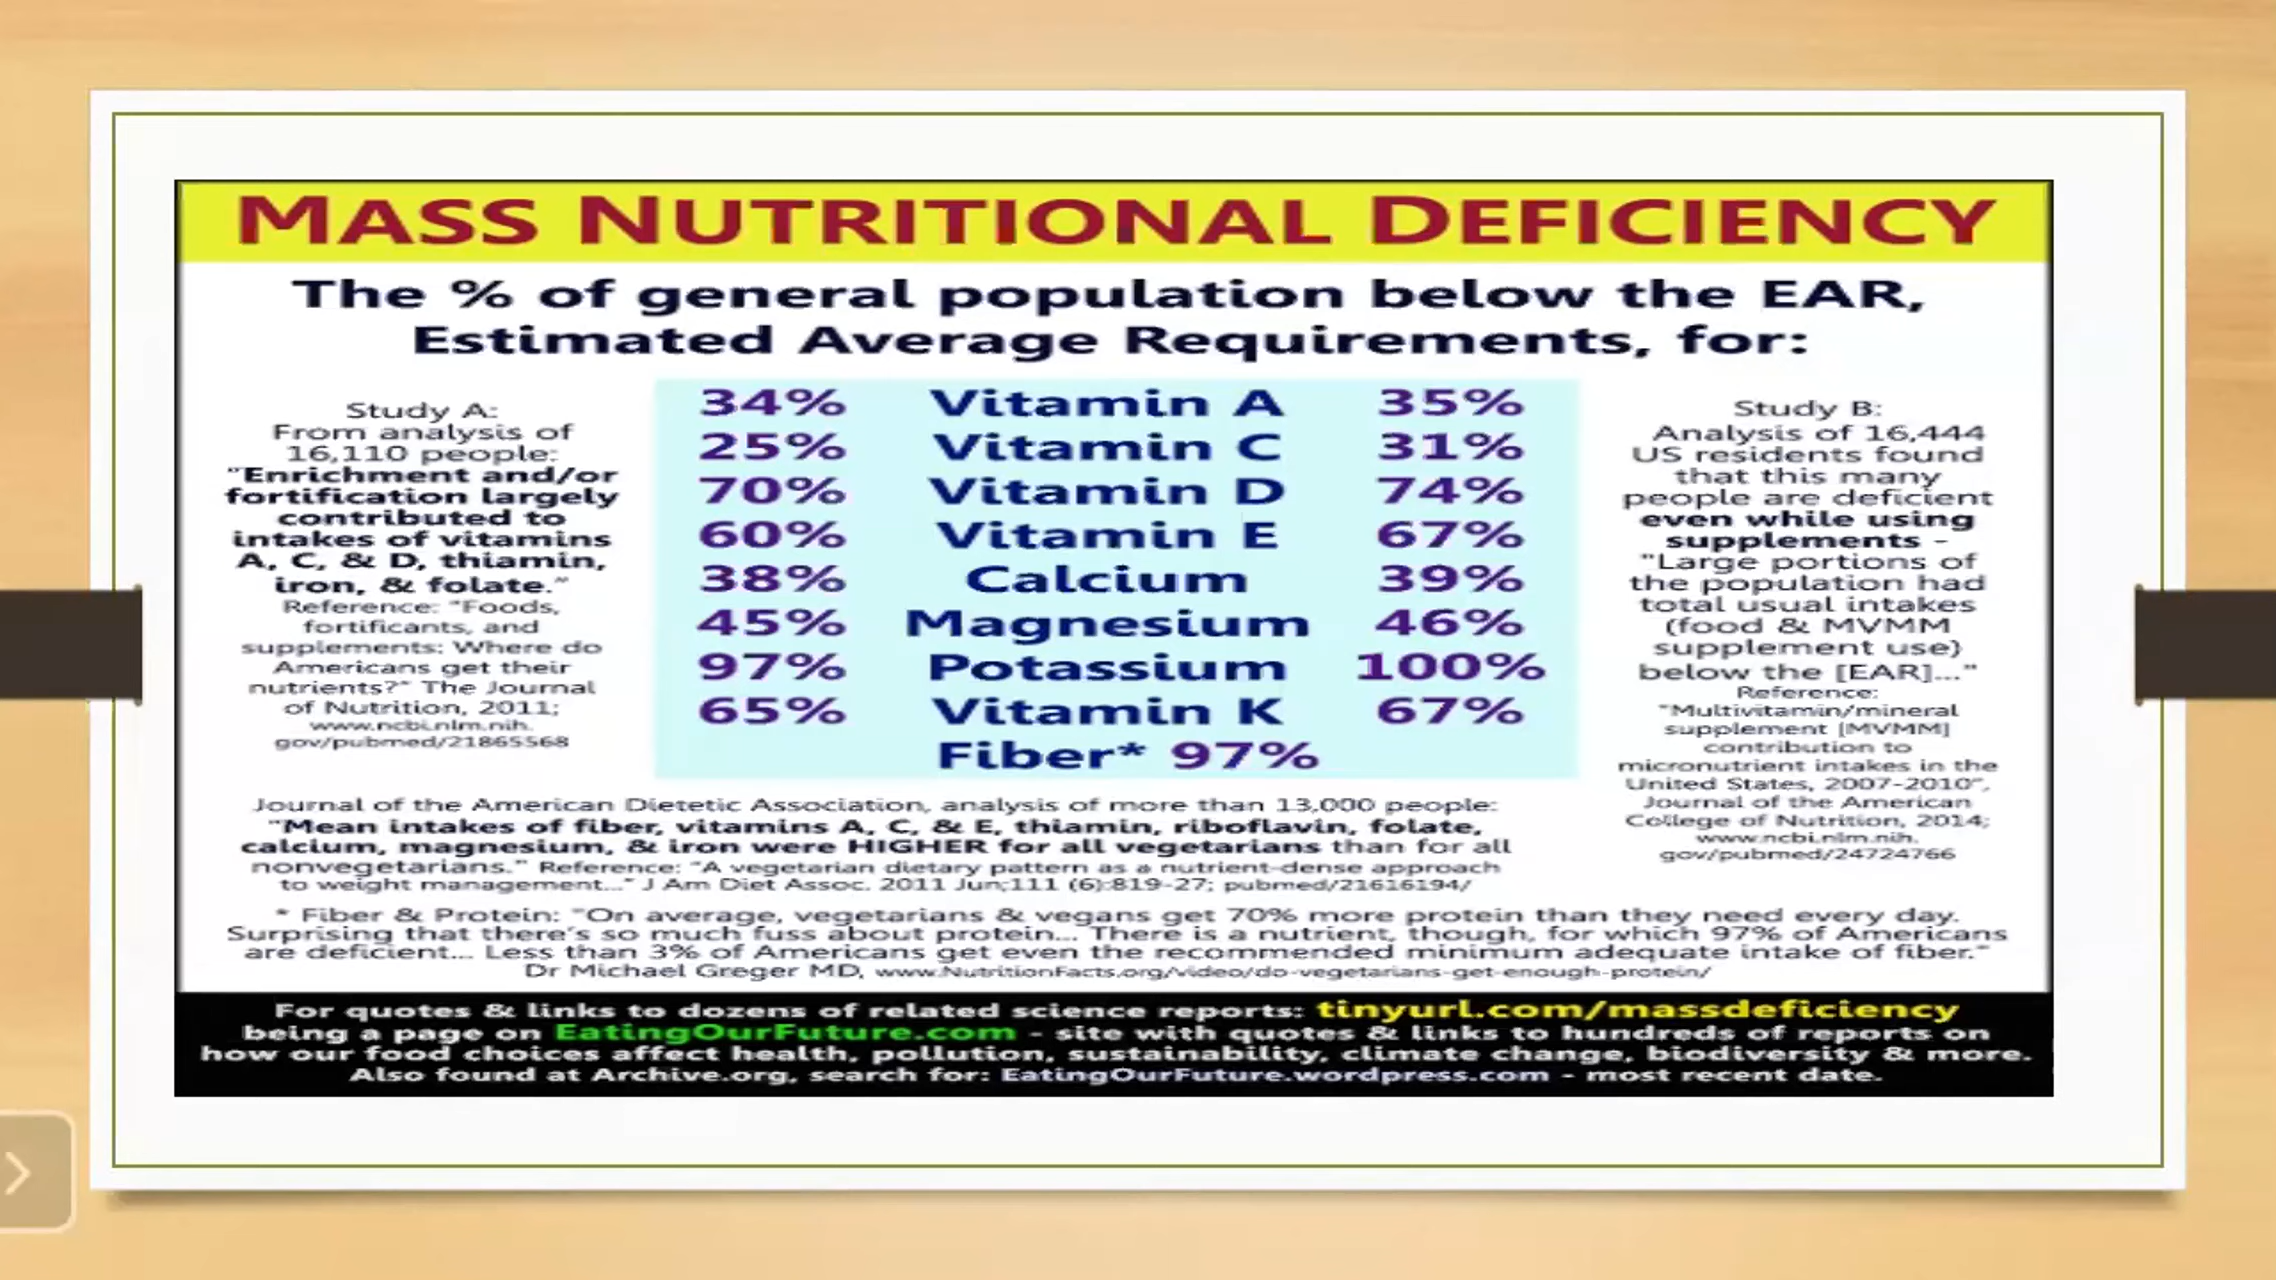 MASS NUTRITIONAL DEFICIENCY
The % of general population below the EAR,
Estimated Average Requirements, for:
Study A:
From analysis of
16,110 people:
"Enrichment and/or
fortification largely
contributed to
intakes of vitamins
A, C, & D, thiamin,
iron, & folate."
Reference: "Foods,
fortificants, and
supplements: Where do
Americans get their
nutrients?" The Journal
of Nutrition, 2011;
www.ncbi.nlm.nih.
gov/pubmed/21865568
34% Vitamin A 35%
25% Vitamin C 31%
70% Vitamin D 74%
60% Vitamin E 67%
38% Calcium 39%
45% Magnesium 46%
97% Potassium 100%
65% Vitamin K 67%
Fiber* 97%
Study B:
Analysis of 16,444
US residents found
that this many
people are deficient
even while using
supplements -
"Large portions of
the population had
total usual intakes
(food & MVMM
supplement use)
below the [EAR]..."
Reference:
"Multivitamin/mineral
supplement [MVMM]
contribution to
micronutrient intakes in the
United States, 2007-2010",
Journal of the American
College of Nutrition, 2014;
www.ncbi.nlm.nih.
gov/pubmed/24724766
Journal of the American Dietetic Association, analysis of more than 13,000 people:
"Mean intakes of fiber, vitamins A, C, & E, thiamin, riboflavin, folate,
calcium, magnesium, & iron were HIGHER for all vegetarians than for all
nonvegetarians." Reference: "A vegetarian dietary pattern as a nutrient-dense approach
to weight management..." J Am Diet Assoc. 2011 Jun;111 (6):819-27; pubmed/21616194/
* Fiber & Protein: "On average, vegetarians & vegans get 70% more protein than they need every day.
Surprising that there's so much fuss about protein... There is a nutrient, though, for which 97% of Americans
are deficient... Less than 3% of Americans get even the recommended minimum adequate intake of fiber."
Dr Michael Greger MD, www.NutritionFacts.org/video/do-vegetarians-get-enough-protein/
For quotes & links to dozens of related science reports: tinyurl.com/massdeficiency
being a page on EatingOurFuture.com - site with quotes & links to hundreds of reports on
how our food choices affect health, pollution, sustainability, climate change, biodiversity & more.
Also found at Archive.org, search for: EatingOurFuture.wordpress.com - most recent date.